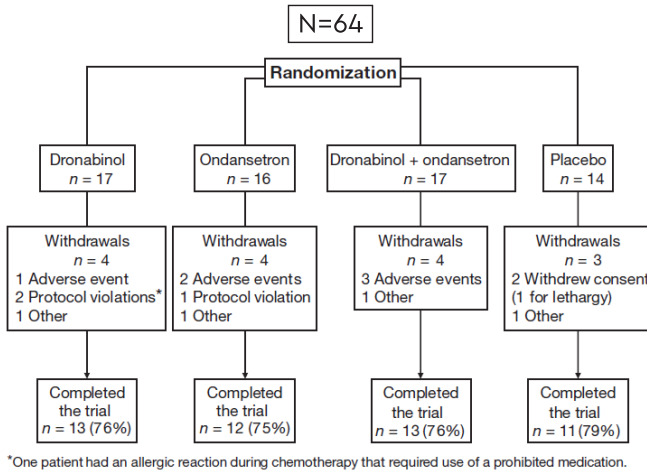 N=64
Randomization
Dronabinol
n = 17
Ondansetron
n = 16
Dronabinol + ondansetron
n = 17
Placebo
n = 14
Withdrawals
n = 4
1 Adverse event
2 Protocol violations*
1 Other
Withdrawals
n = 4
2 Adverse events
1 Protocol violation
1 Other
Withdrawals
n = 4
3 Adverse events
1 Other
Withdrawals
n = 3
2 Withdrew consent
(1 for lethargy)
1 Other
Completed
the trial
n = 13 (76%)
Completed
the trial
n = 12 (75%)
Completed
the trial
n = 13 (76%)
Completed
the trial
n = 11 (79%)
*One patient had an allergic reaction during chemotherapy that required use of a prohibited medication.